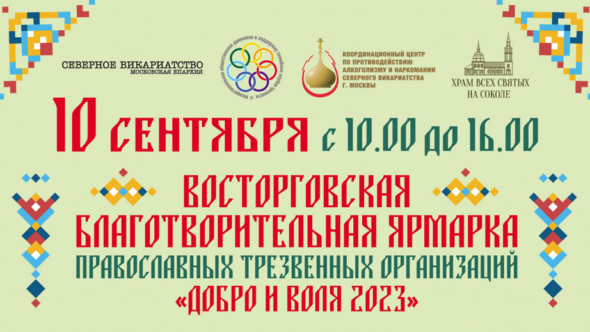 СЕВЕРНОЕ ВИКАРИАТСТВО
МОСКОВСКАЯ ЕПАРХИЯ
КООРДИНАЦИОННЫЙ ЦЕНТР
ПО ПРОТИВОДЕЙСТВИЮ
АЛКОГОЛИЗМУ И НАРКОМАНИИ
СЕВЕРНОГО ВИКАРИАТСТВА
Г. МОСКВЫ
ХРАМ ВСЕХ СВЯТЫХ
НА СОКОЛЕ
10 СЕНТЯБРЯ С 10.00 ДО 16.00
ВОСТОРГОВСКАЯ
БЛАГОТВОРИТЕЛЬНАЯ ЯРМАРКА
ПРАВОСЛАВНЫХ ТРЕЗВЕННЫХ ОРГАНИЗАЦИЙ
«ДОБРО И ВОЛЯ 2023»